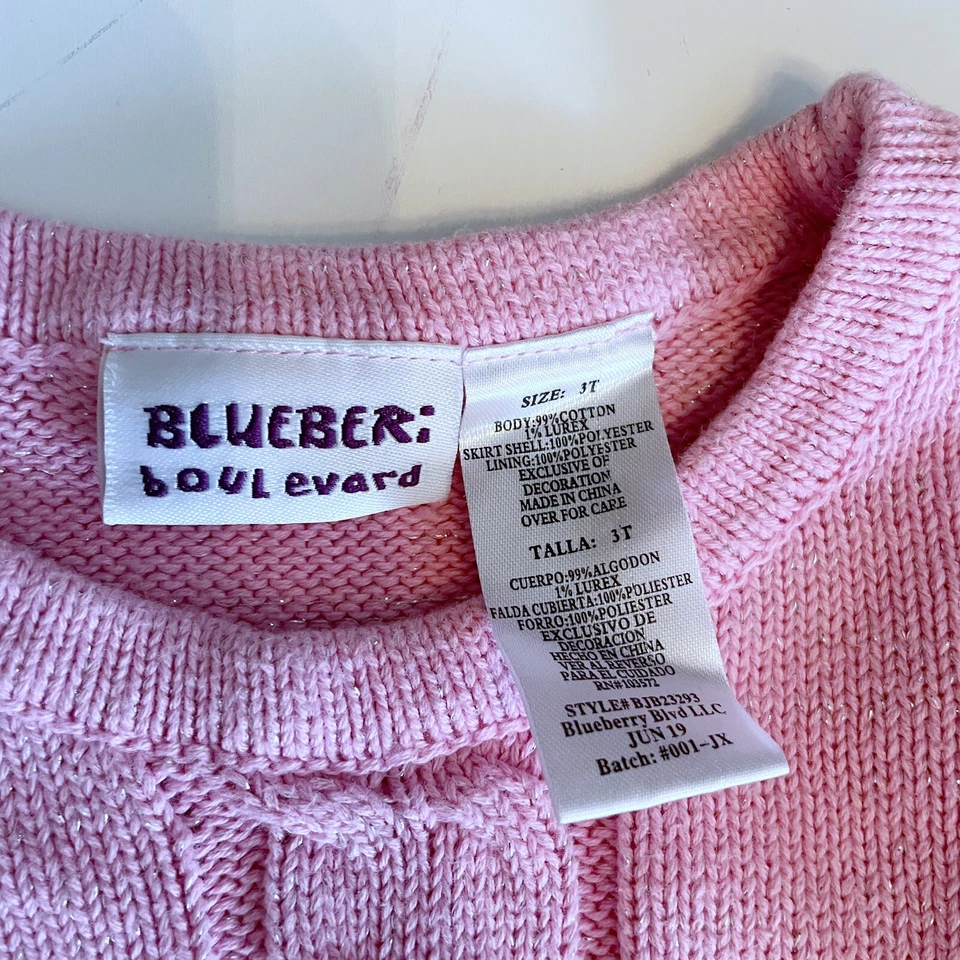 BLUEBERi
boulevard
SIZE: 3T
BODY:99%COTTON
1% LUREX
SKIRT SHELL:100%POLYESTER
LINING:100%POLYESTER
EXCLUSIVE OF
DECORATION
MADE IN CHINA
OVER FOR CARE
TALLA: 3T
CUERPO:99%ALGODON
1% LUREX
FALDA CUBIERTA:100%POLIESTER
FORRO:100%POLIESTER
EXCLUSIVO DE
DECORACION
HECHO EN CHINA
VER AL REVERSO
PARA EL CUIDADO
RN#103572
STYLE#BJB23293
Blueberry Blvd LLC
JUN 19
Batch: #001-JX